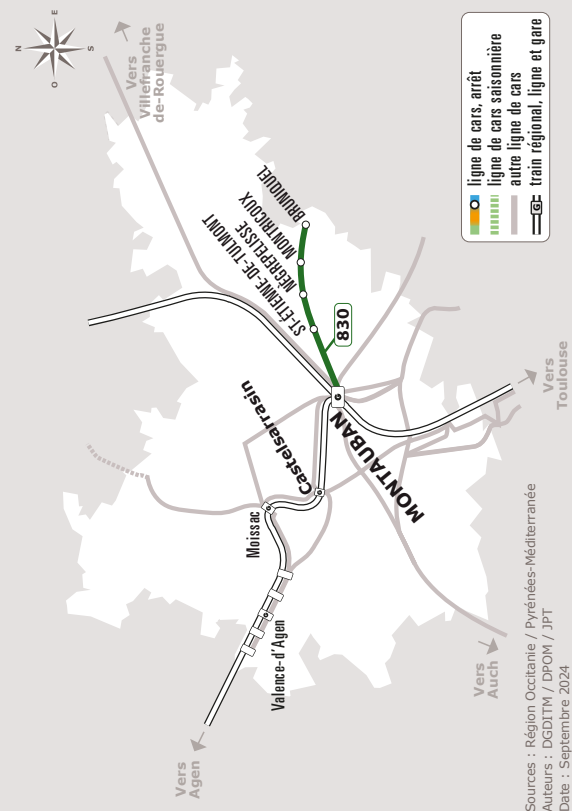 N
E
S
O
Vers
Villefranche
de-Rouergue
ligne de cars, arrêt
ligne de cars saisonnière
autre ligne de cars
G
train régional, ligne et gare
BRUNIQUEL
MONTRICOUX
NÈGREPELISSE
ST-ÉTIENNE-DE-TULMONT
830
G
MONTAUBAN
Castelsarrasin
Moissac
Valence-d'Agen
Vers
Toulouse
Vers
Auch
Vers
Agen
Sources : Région Occitanie / Pyrénées-Méditerranée
Auteurs : DGDITM / DPOM / JPT
Date : Septembre 2024